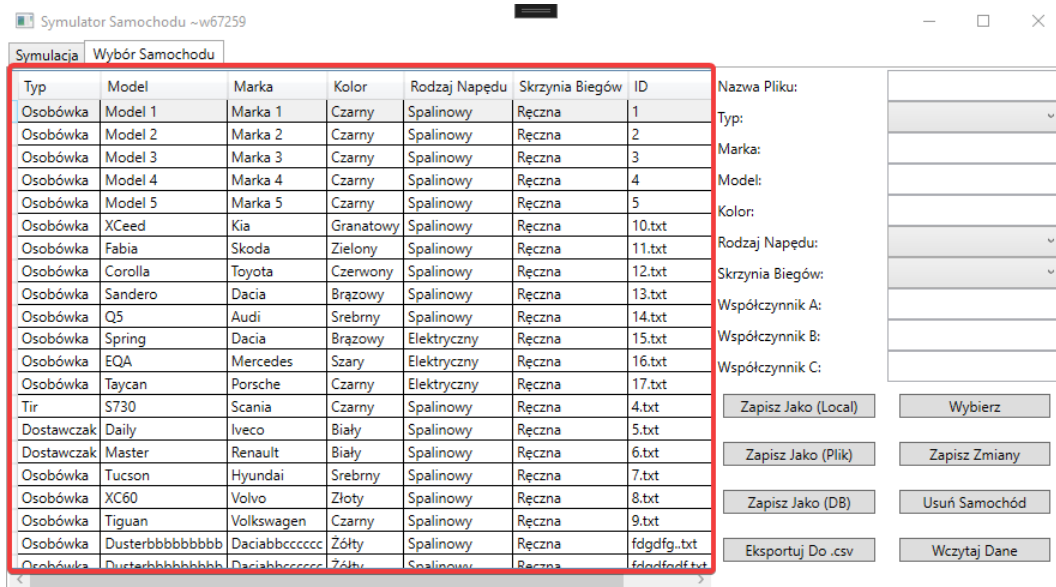 Symulator Samochodu ~w67259
Symulacja Wybór Samochodu
Typ Model Marka Kolor Rodzaj Napędu Skrzynia Biegów ID
Osobówka Model 1 Marka 1 Czarny Spalinowy Ręczna 1
Osobówka Model 2 Marka 2 Czarny Spalinowy Ręczna 2
Osobówka Model 3 Marka 3 Czarny Spalinowy Ręczna 3
Osobówka Model 4 Marka 4 Czarny Spalinowy Ręczna 4
Osobówka Model 5 Marka 5 Czarny Spalinowy Ręczna 5
Osobówka XCeed Kia Granatowy Spalinowy Ręczna 10.txt
Osobówka Fabia Skoda Zielony Spalinowy Ręczna 11.txt
Osobówka Corolla Toyota Czerwony Spalinowy Ręczna 12.txt
Osobówka Sandero Dacia Brązowy Spalinowy Ręczna 13.txt
Osobówka Q5 Audi Srebrny Spalinowy Ręczna 14.txt
Osobówka Spring Dacia Brązowy Elektryczny Ręczna 15.txt
Osobówka EQA Mercedes Szary Elektryczny Ręczna 16.txt
Osobówka Taycan Porsche Czarny Elektryczny Ręczna 17.txt
Tir S730 Scania Czarny Spalinowy Ręczna 4.txt
Dostawczak Daily Iveco Biały Spalinowy Ręczna 5.txt
Dostawczak Master Renault Biały Spalinowy Ręczna 6.txt
Osobówka Tucson Hyundai Srebrny Spalinowy Ręczna 7.txt
Osobówka XC60 Volvo Złoty Spalinowy Ręczna 8.txt
Osobówka Tiguan Volkswagen Czarny Spalinowy Ręczna 9.txt
Osobówka Dusterbbbbbbbbb Daciabbcccccc Żółty Spalinowy Ręczna fdgdfg..txt
Osobówka Dusterbbbbbbbbb Daciabbcccccc Żółty Spalinowy Ręczna fdgfgdf.txt
Nazwa Pliku:
Typ:
Marka:
Model:
Kolor:
Rodzaj Napędu:
Skrzynia Biegów:
Współczynnik A:
Współczynnik B:
Współczynnik C:
Zapisz Jako (Local) Wybierz
Zapisz Jako (Plik) Zapisz Zmiany
Zapisz Jako (DB) Usuń Samochód
Eksportuj Do .csv Wczytaj Dane